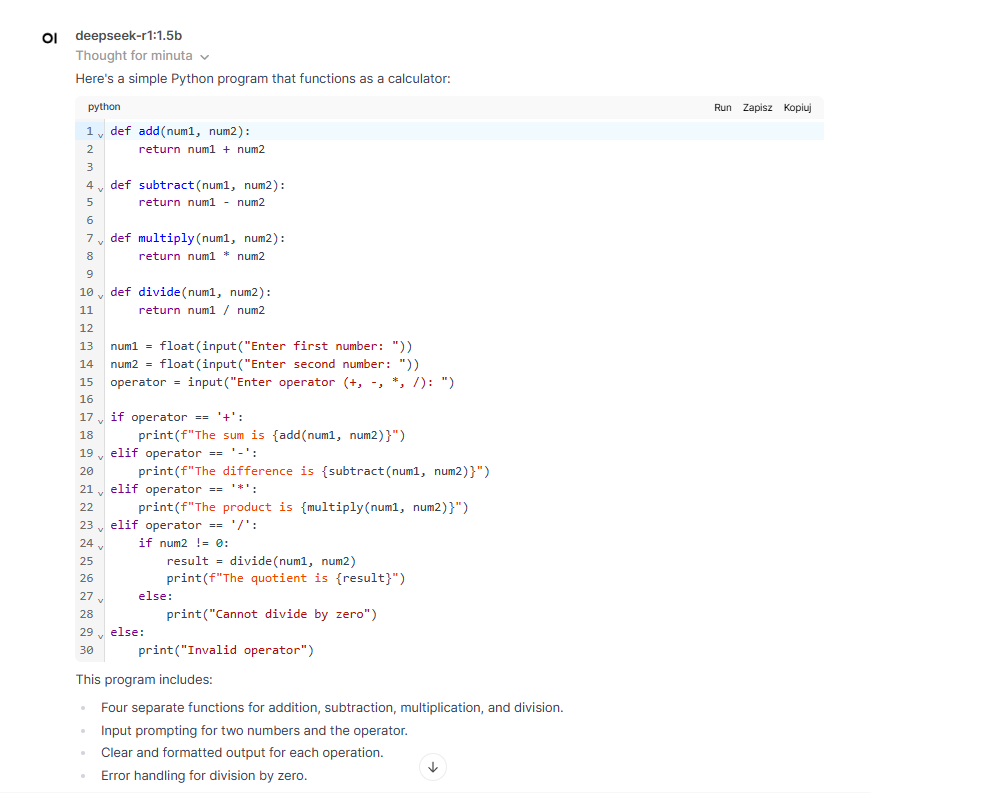 OI deepseek-r1:1.5b
Thought for minuta
Here's a simple Python program that functions as a calculator:
python Run Zapisz Kopiuj
1 def add(num1, num2):
2     return num1 + num2
3
4 def subtract(num1, num2):
5     return num1 - num2
6
7 def multiply(num1, num2):
8     return num1 * num2
9
10 def divide(num1, num2):
11     return num1 / num2
12
13 num1 = float(input("Enter first number: "))
14 num2 = float(input("Enter second number: "))
15 operator = input("Enter operator (+, -, *, /): ")
16
17 if operator == '+':
18     print(f"The sum is {add(num1, num2)}")
19 elif operator == '-':
20     print(f"The difference is {subtract(num1, num2)}")
21 elif operator == '*':
22     print(f"The product is {multiply(num1, num2)}")
23 elif operator == '/':
24     if num2 != 0:
25         result = divide(num1, num2)
26         print(f"The quotient is {result}")
27     else:
28         print("Cannot divide by zero")
29 else:
30     print("Invalid operator")
This program includes:
• Four separate functions for addition, subtraction, multiplication, and division.
• Input prompting for two numbers and the operator.
• Clear and formatted output for each operation.
• Error handling for division by zero.